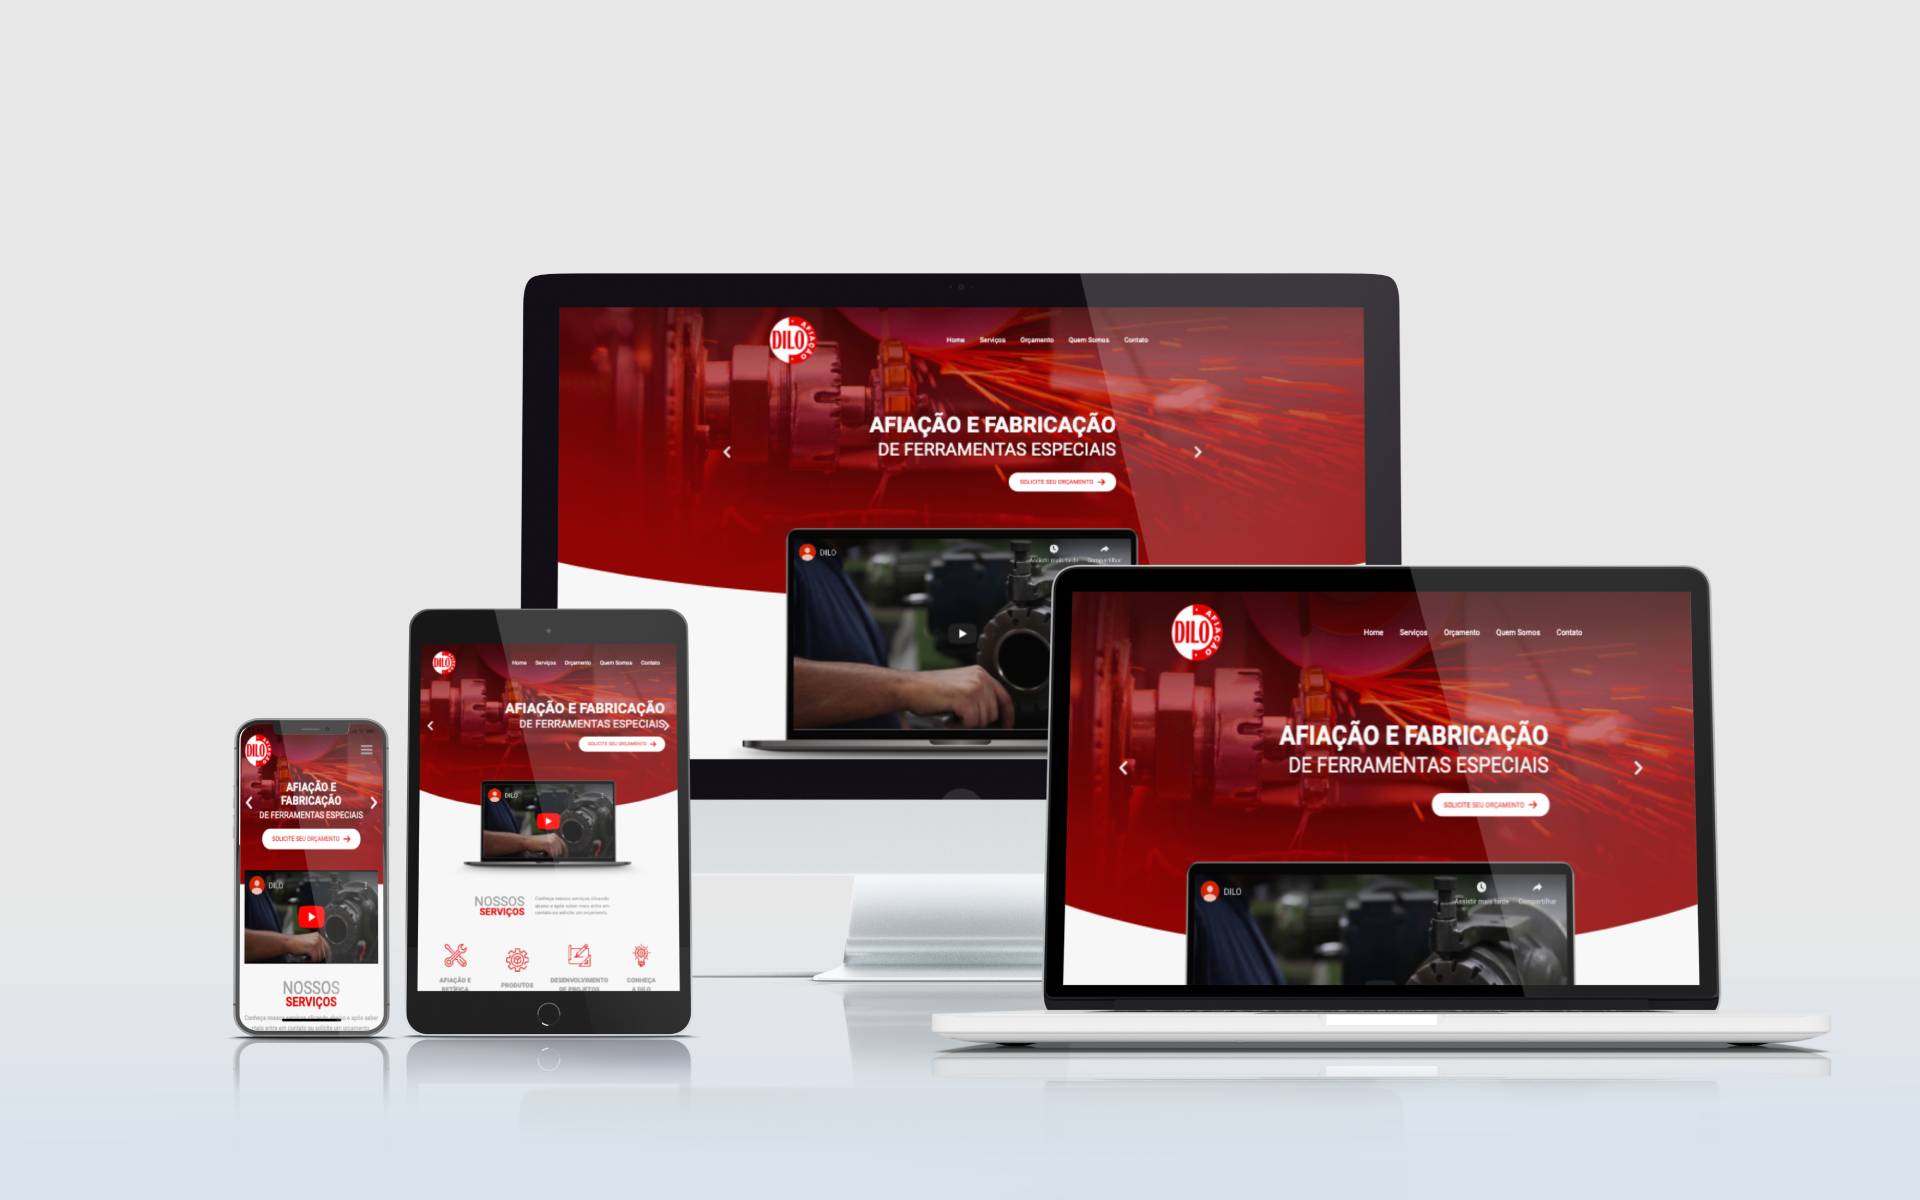 DILO
AFIAÇÃO
Home Serviços Orçamento Quem Somos Contato
AFIAÇÃO E FABRICAÇÃO
DE FERRAMENTAS ESPECIAIS
SOLICITE SEU ORÇAMENTO
DILO
Assistir mais tarde Compartilhar
DILO
AFIAÇÃO
Home Serviços Orçamento Quem Somos Contato
AFIAÇÃO E FABRICAÇÃO
DE FERRAMENTAS ESPECIAIS
SOLICITE SEU ORÇAMENTO
DILO
Assistir mais tarde Compartilhar
DILO
Home Serviços Orçamento Quem Somos Contato
AFIAÇÃO E FABRICAÇÃO
DE FERRAMENTAS ESPECIAIS
SOLICITE SEU ORÇAMENTO
DILO
NOSSOS
SERVIÇOS
Conheça nossos serviços clicando
abaixo e após saber mais entre em
contato ou solicite um orçamento.
AFIAÇÃO E
RETÍFICA
PRODUTOS
DESENVOLVIMENTO
DE PROJETOS
CONHEÇA
A DILO
DILO
AFIAÇÃO E
FABRICAÇÃO
DE FERRAMENTAS ESPECIAIS
SOLICITE SEU ORÇAMENTO
DILO
NOSSOS
SERVIÇOS
Conheça nossos serviços clicando abaixo e após saber
mais entre em contato ou solicite um orçamento.